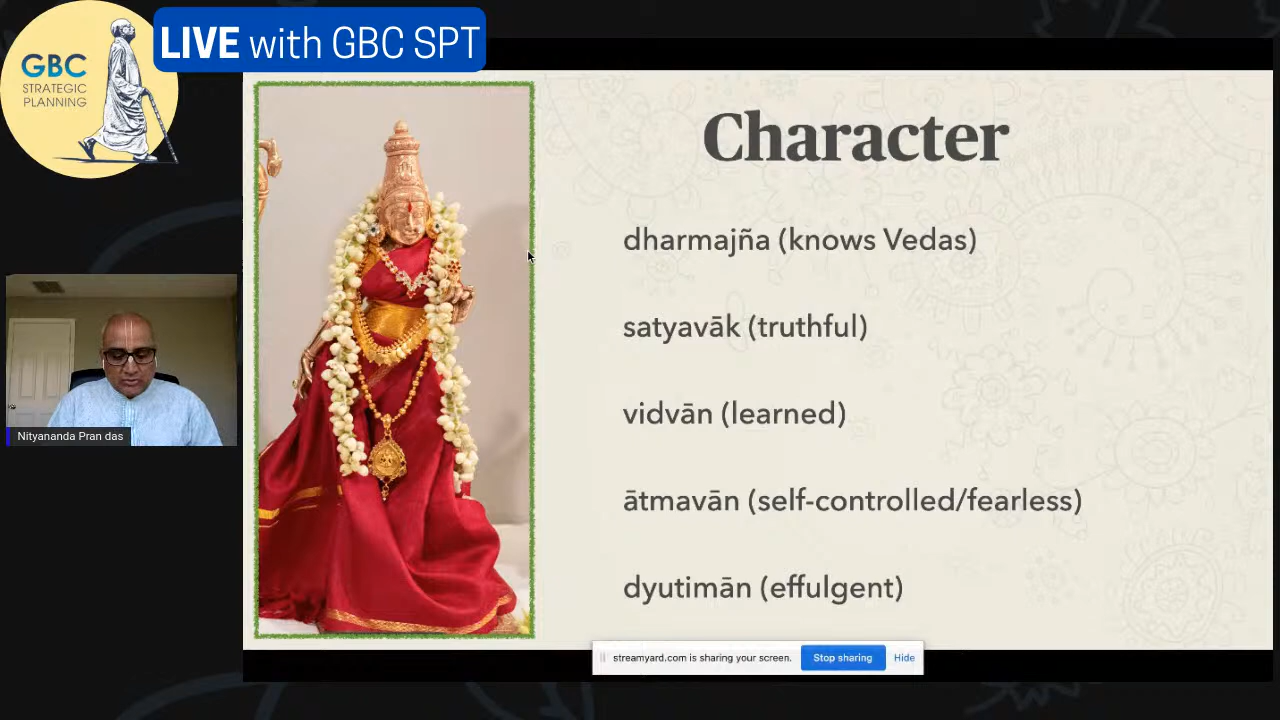 LIVE with GBC SPT
GBC
STRATEGIC
PLANNING
Character
dharmajña (knows Vedas)
satyavāk (truthful)
vidvān (learned)
ātmavān (self-controlled/fearless)
dyutimān (effulgent)
Nityananda Pran das
streamyard.com is sharing your screen. Stop sharing Hide